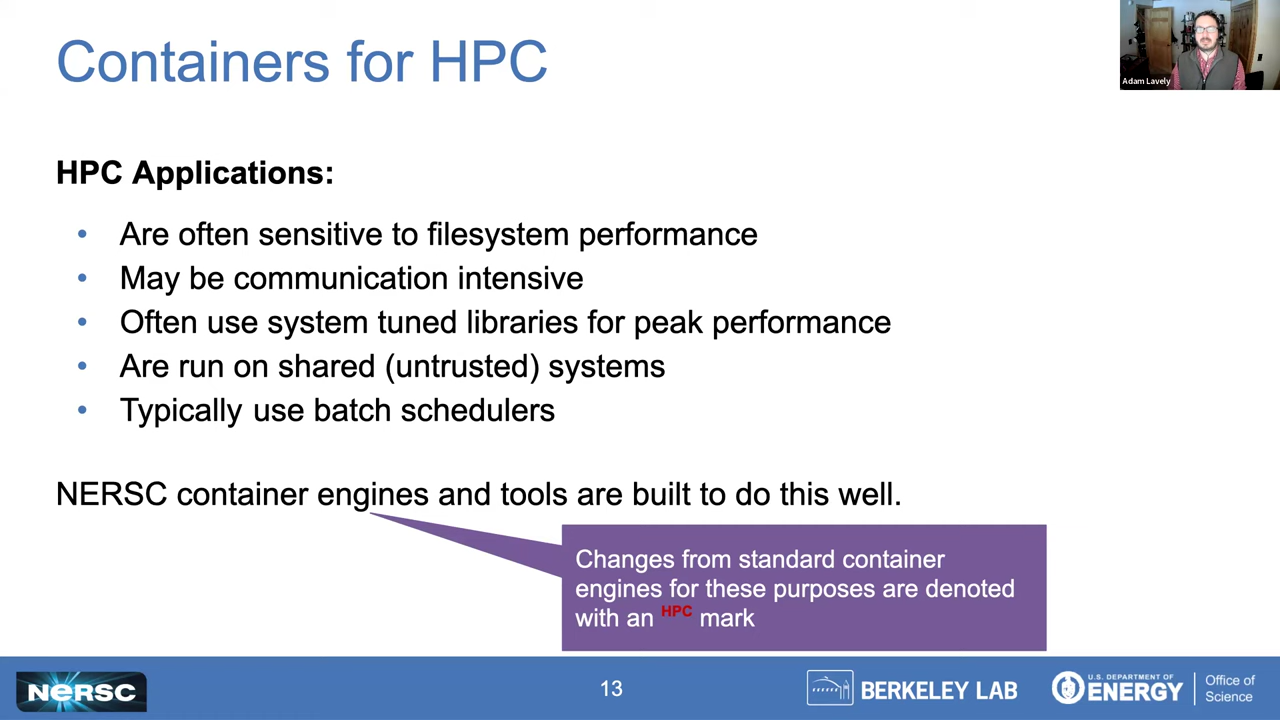 Containers for HPC
Adam Lavely
HPC Applications:
• Are often sensitive to filesystem performance
• May be communication intensive
• Often use system tuned libraries for peak performance
• Are run on shared (untrusted) systems
• Typically use batch schedulers
NERSC container engines and tools are built to do this well.
Changes from standard container
engines for these purposes are denoted
with an HPC mark
NERSC
13
BERKELEY LAB
U.S. DEPARTMENT OF
ENERGY
Office of
Science